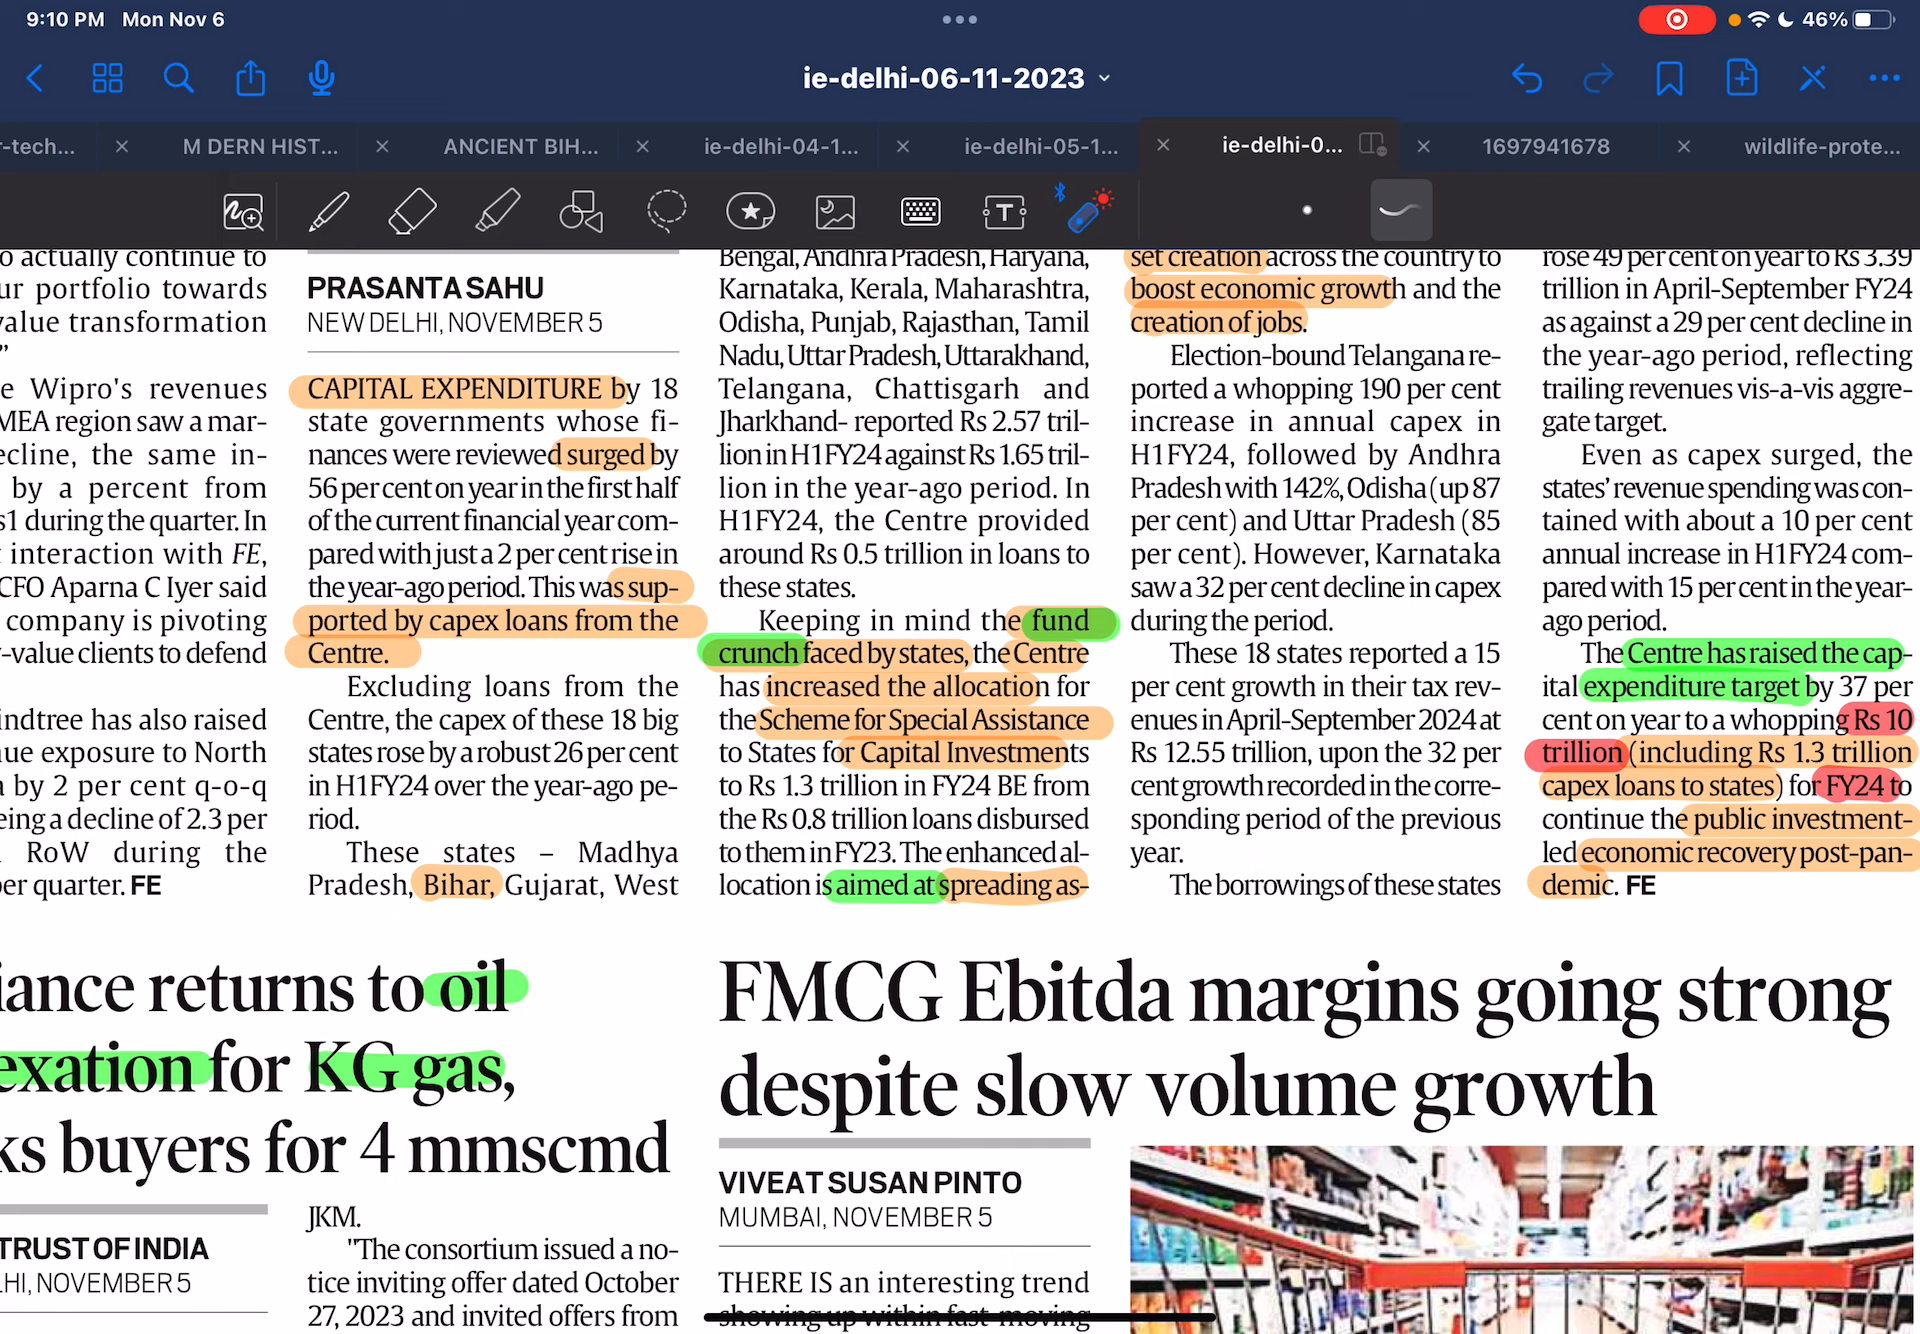 9:10 PM Mon Nov 6
46%
ie-delhi-06-11-2023
-tech...
M DERN HIST...
ANCIENT BIH...
ie-delhi-04-1...
ie-delhi-05-1...
ie-delhi-0...
1697941678
wildlife-prote...
o actually continue to
ur portfolio towards
value transformation
”
e Wipro's revenues
MEA region saw a mar-
ecline, the same in-
by a percent from
s1 during the quarter. In
interaction with FE,
CFO Aparna C Iyer said
company is pivoting
-value clients to defend
indtree has also raised
nue exposure to North
a by 2 per cent q-o-q
eing a decline of 2.3 per
RoW during the
er quarter. FE
PRASANTA SAHU
NEW DELHI, NOVEMBER 5
CAPITAL EXPENDITURE by 18
state governments whose fi-
nances were reviewed surged by
56 per cent on year in the first half
of the current financial year com-
pared with just a 2 per cent rise in
the year-ago period. This was sup-
ported by capex loans from the
Centre.
Excluding loans from the
Centre, the capex of these 18 big
states rose by a robust 26 per cent
in H1FY24 over the year-ago pe-
riod.
These states – Madhya
Pradesh, Bihar, Gujarat, West
Bengal, Andhra Pradesh, Haryana,
Karnataka, Kerala, Maharashtra,
Odisha, Punjab, Rajasthan, Tamil
Nadu, Uttar Pradesh, Uttarakhand,
Telangana, Chattisgarh and
Jharkhand- reported Rs 2.57 tril-
lion in H1FY24 against Rs 1.65 tril-
lion in the year-ago period. In
H1FY24, the Centre provided
around Rs 0.5 trillion in loans to
these states.
Keeping in mind the fund
crunch faced by states, the Centre
has increased the allocation for
the Scheme for Special Assistance
to States for Capital Investments
to Rs 1.3 trillion in FY24 BE from
the Rs 0.8 trillion loans disbursed
to them in FY23. The enhanced al-
location is aimed at spreading as-
set creation across the country to
boost economic growth and the
creation of jobs.
Election-bound Telangana re-
ported a whopping 190 per cent
increase in annual capex in
H1FY24, followed by Andhra
Pradesh with 142%, Odisha (up 87
per cent) and Uttar Pradesh (85
per cent). However, Karnataka
saw a 32 per cent decline in capex
during the period.
These 18 states reported a 15
per cent growth in their tax rev-
enues in April-September 2024 at
Rs 12.55 trillion, upon the 32 per
cent growth recorded in the corre-
sponding period of the previous
year.
The borrowings of these states
rose 49 per cent on year to Rs 3.39
trillion in April-September FY24
as against a 29 per cent decline in
the year-ago period, reflecting
trailing revenues vis-a-vis aggre-
gate target.
Even as capex surged, the
states' revenue spending was con-
tained with about a 10 per cent
annual increase in H1FY24 com-
pared with 15 per cent in the year-
ago period.
The Centre has raised the cap-
ital expenditure target by 37 per
cent on year to a whopping Rs 10
trillion (including Rs 1.3 trillion
capex loans to states) for FY24 to
continue the public investment-
led economic recovery post-pan-
demic. FE
iance returns to oil
exation for KG gas,
ks buyers for 4 mmscmd
TRUST OF INDIA
LHI, NOVEMBER 5
JKM.
"The consortium issued a no-
tice inviting offer dated October
27, 2023 and invited offers from
FMCG Ebitda margins going strong
despite slow volume growth
VIVEAT SUSAN PINTO
MUMBAI, NOVEMBER 5
THERE IS an interesting trend
showing up within fast-moving